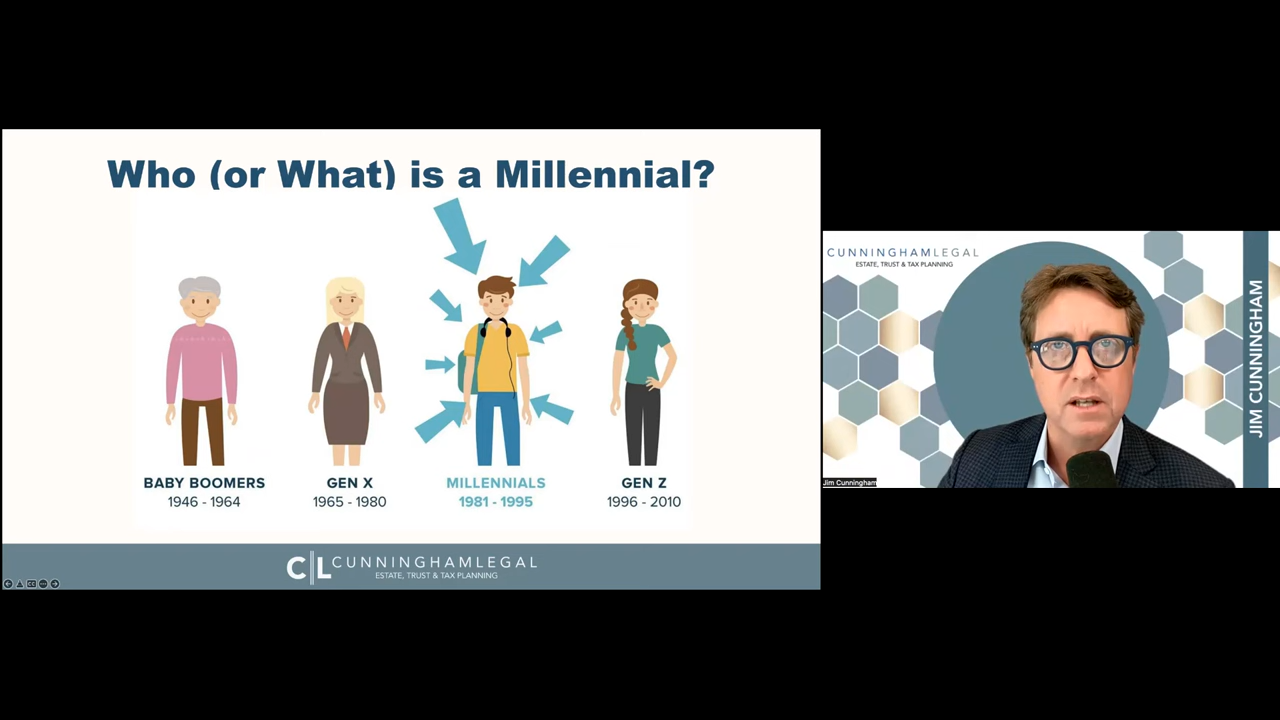 Who (or What) is a Millennial?
BABY BOOMERS
1946 - 1964
GEN X
1965 - 1980
MILLENNIALS
1981 - 1995
GEN Z
1996 - 2010
C|L CUNNINGHAMLEGAL
ESTATE, TRUST & TAX PLANNING
CUNNINGHAMLEGAL
ESTATE, TRUST & TAX PLANNING
JIM CUNNINGHAM
Jim Cunningham